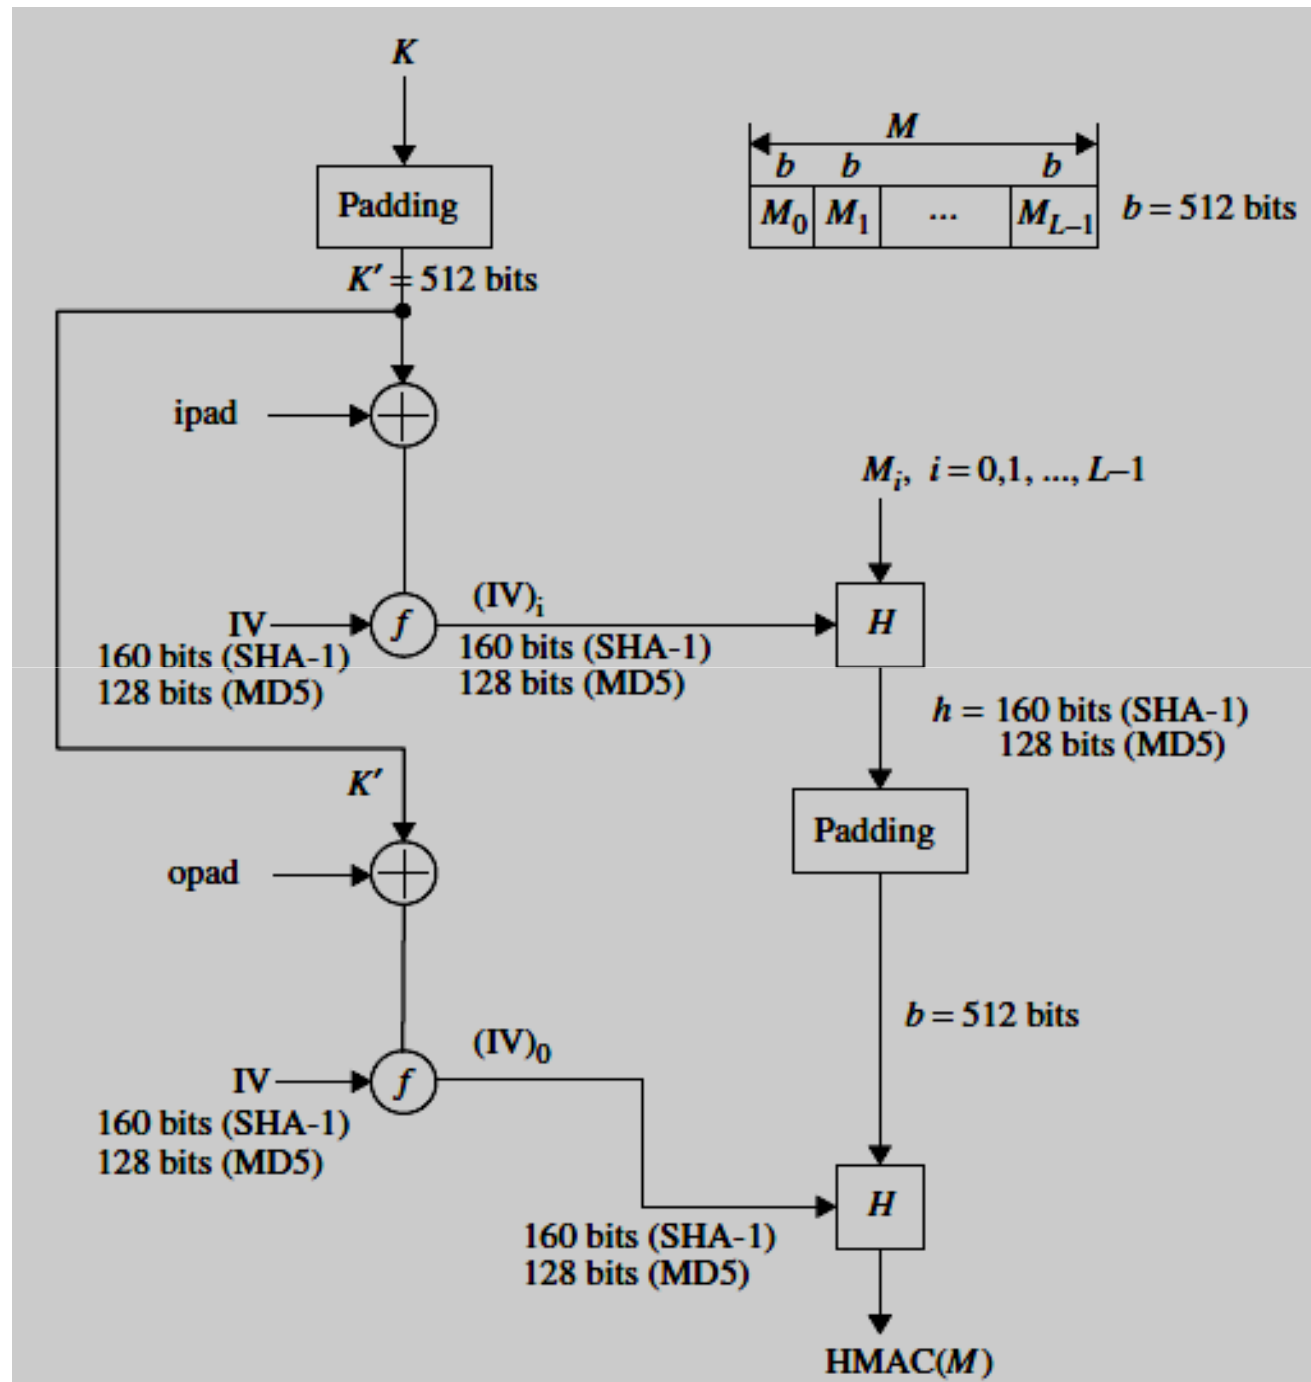 K
M
b b b
Padding
M₀ M₁ ... M_{L–1} b = 512 bits
K′ = 512 bits
ipad
M_i, i = 0,1, ..., L–1
IV f (IV)_i H
160 bits (SHA-1) 160 bits (SHA-1)
128 bits (MD5) 128 bits (MD5)
h = 160 bits (SHA-1)
128 bits (MD5)
K′
Padding
opad
b = 512 bits
(IV)₀
IV f
160 bits (SHA-1)
128 bits (MD5)
H
160 bits (SHA-1)
128 bits (MD5)
HMAC(M)